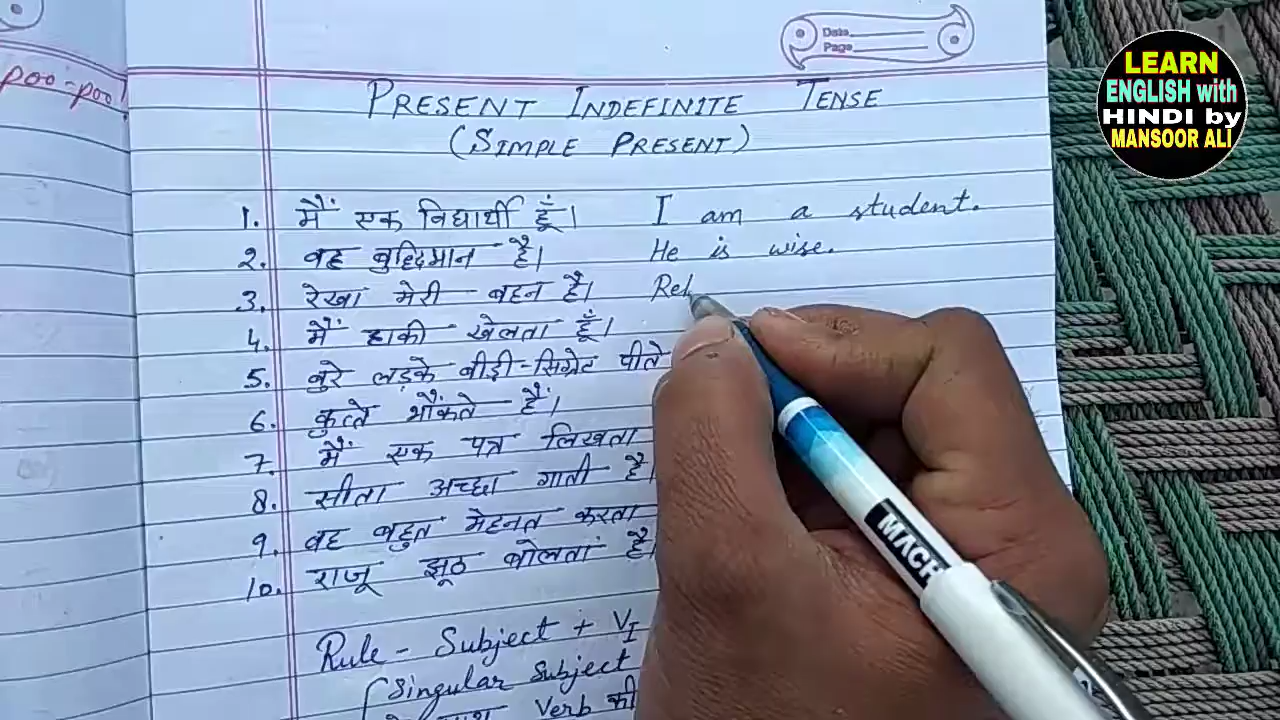 poo-poo
Date
Page
LEARN
ENGLISH with
HINDI by
MANSOOR ALI
PRESENT INDEFINITE TENSE
(SIMPLE PRESENT)
1. मैं एक विद्यार्थी हूँ। I am a student.
2. वह बुद्धिमान है। He is wise.
3. रेखा मेरी बहन है। Rek
4. मैं हाकी खेलता हूँ।
5. बुरे लड़के बीड़ी-सिग्रेट पीते
6. कुत्ते भौंकते हैं।
7. मैं एक पत्र लिखता
8. सीता अच्छा गाती है।
9. वह बहुत मेहनत करता
10. राजू झूठ बोलता है।
Rule - Subject + V1
Singular Subject
Verb की
MACH